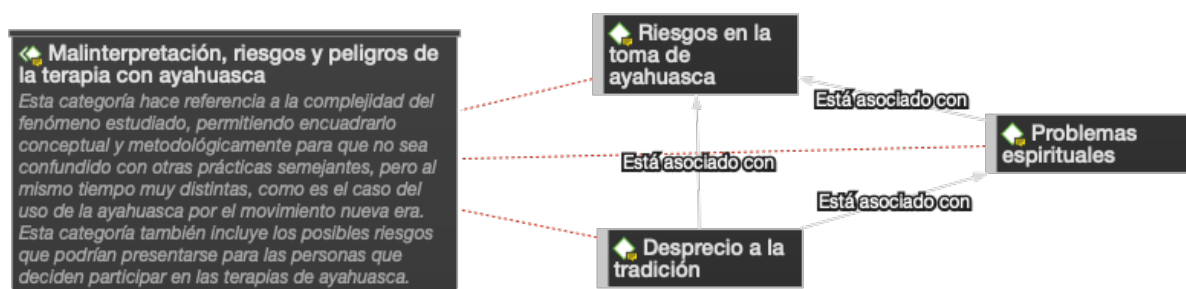 Malinterpretación, riesgos y peligros de
la terapia con ayahuasca
Esta categoría hace referencia a la complejidad del
fenómeno estudiado, permitiendo encuadrarlo
conceptual y metodológicamente para que no sea
confundido con otras prácticas semejantes, pero al
mismo tiempo muy distintas, como es el caso del
uso de la ayahuasca por el movimiento nueva era.
Esta categoría también incluye los posibles riesgos
que podrían presentarse para las personas que
deciden participar en las terapias de ayahuasca.
Riesgos en la
toma de
ayahuasca
Está asociado con
Problemas
espirituales
Está asociado con
Está asociado con
Desprecio a la
tradición